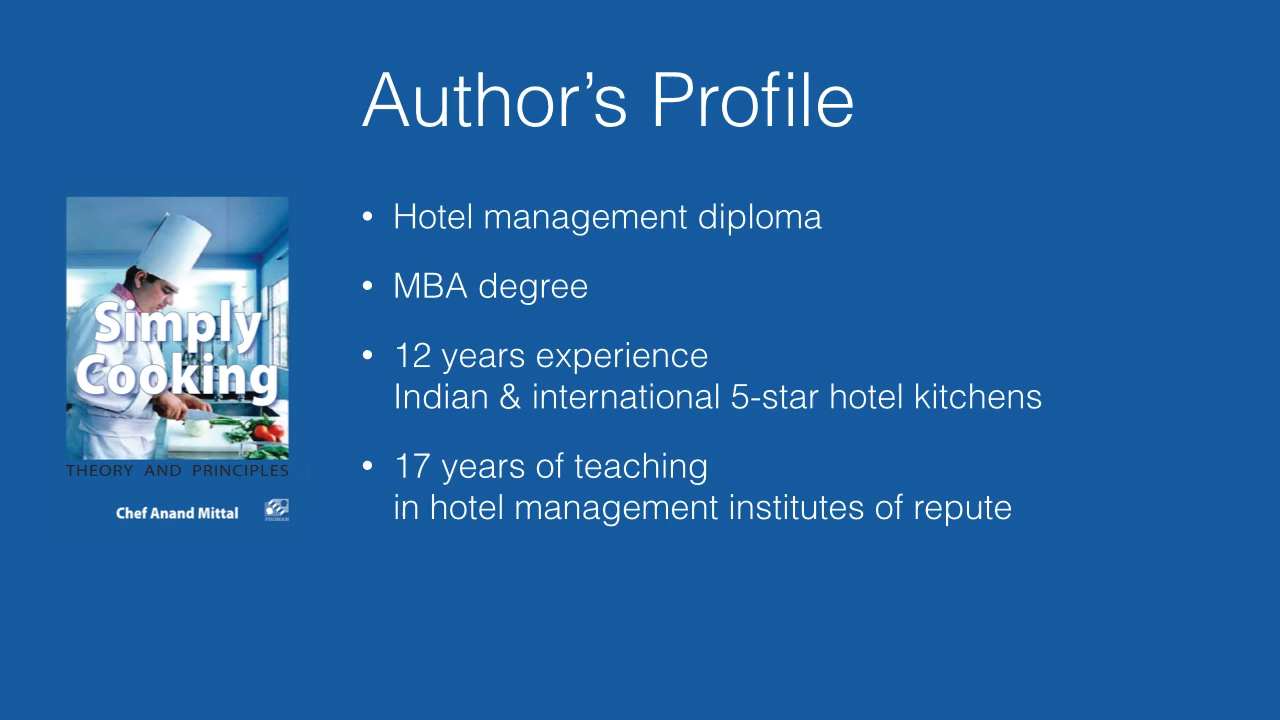 Author’s Profile
Simply
Cooking
THEORY AND PRINCIPLES
Chef Anand Mittal
FROMAN
• Hotel management diploma
• MBA degree
• 12 years experience
Indian & international 5-star hotel kitchens
• 17 years of teaching
in hotel management institutes of repute